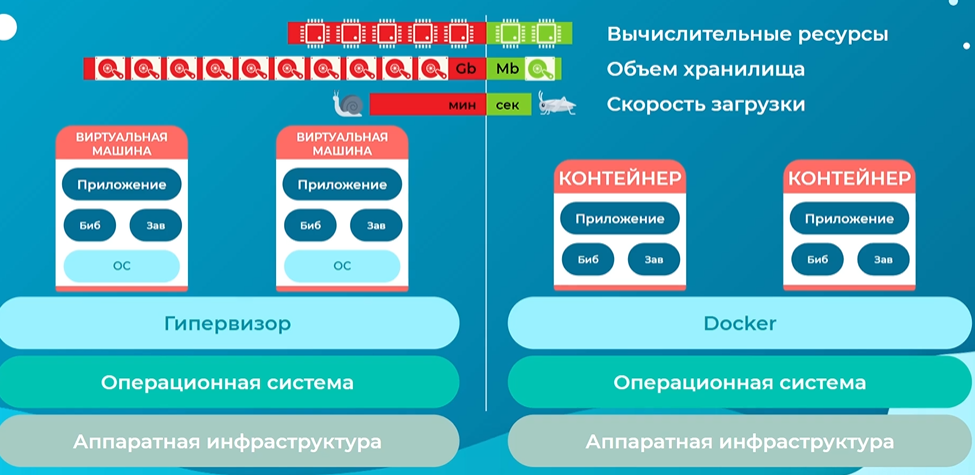 Вычислительные ресурсы
Gb Mb Объем хранилища
мин сек Скорость загрузки
ВИРТУАЛЬНАЯ
МАШИНА
Приложение
Биб Зав
ОС
ВИРТУАЛЬНАЯ
МАШИНА
Приложение
Биб Зав
ОС
КОНТЕЙНЕР
Приложение
Биб Зав
КОНТЕЙНЕР
Приложение
Биб Зав
Гипервизор
Docker
Операционная система
Операционная система
Аппаратная инфраструктура
Аппаратная инфраструктура